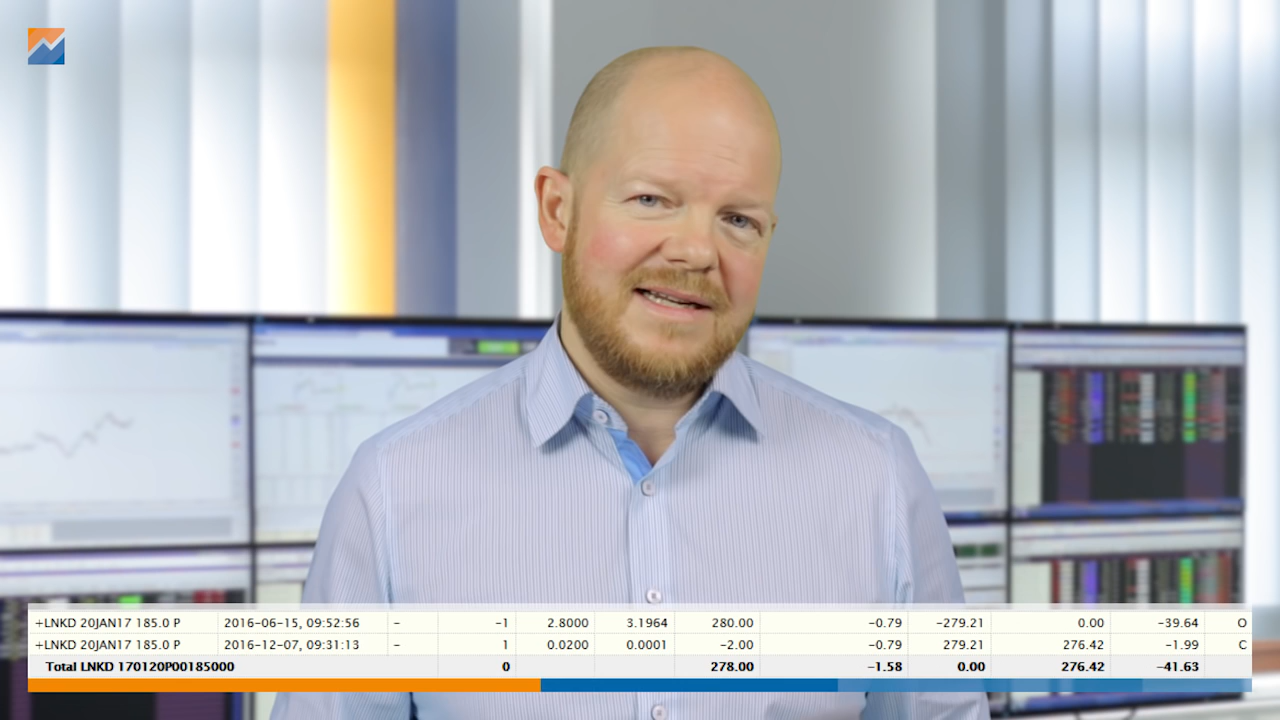 +LNKD 20JAN17 185.0 P 2016-06-15, 09:52:56 - -1 2.8000 3.1964 280.00 -0.79 -279.21 0.00 -39.64 O
+LNKD 20JAN17 185.0 P 2016-12-07, 09:31:13 - 1 0.0200 0.0001 -2.00 -0.79 279.21 276.42 -1.99 C
Total LNKD 170120P00185000 0 278.00 -1.58 0.00 276.42 -41.63